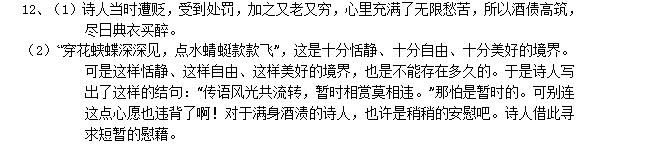 12、（1）诗人当时遭贬，受到处罚，加之又老又穷，心里充满了无限愁苦，所以酒债高筑，
尽日典衣买醉。
（2）“穿花蛱蝶深深见，点水蜻蜓款款飞”，这是十分恬静、十分自由、十分美好的境界。
可是这样恬静、这样自由、这样美好的境界，也是不能存在多久的。于是诗人写
出了这样的结句：“传语风光共流转，暂时相赏莫相违。”那怕是暂时的。可别连
这点心愿也违背了啊！对于满身酒渍的诗人，也许是稍稍的安慰吧。诗人借此寻
求短暂的慰藉。